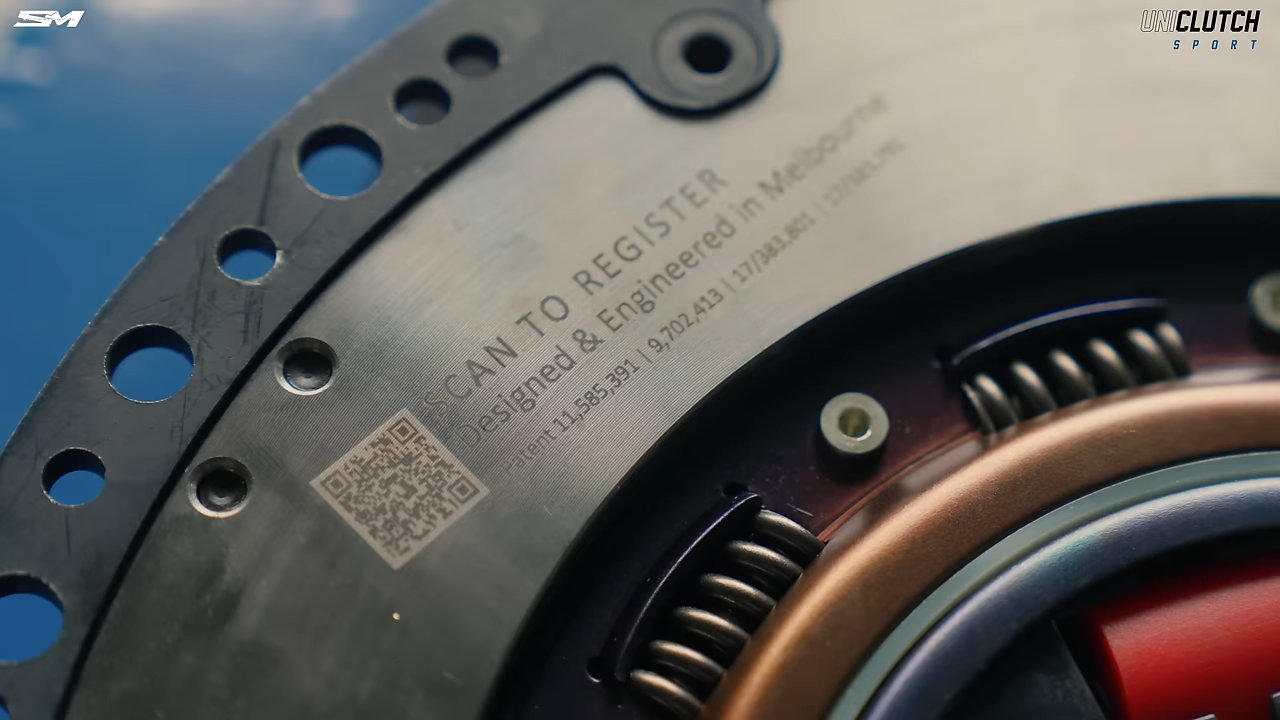 SM
UNICLUTCH
SPORT
SCAN TO REGISTER
Designed & Engineered in Melbourne
Patent 11,585,391 | 9,702,413 | 17/383,801 |